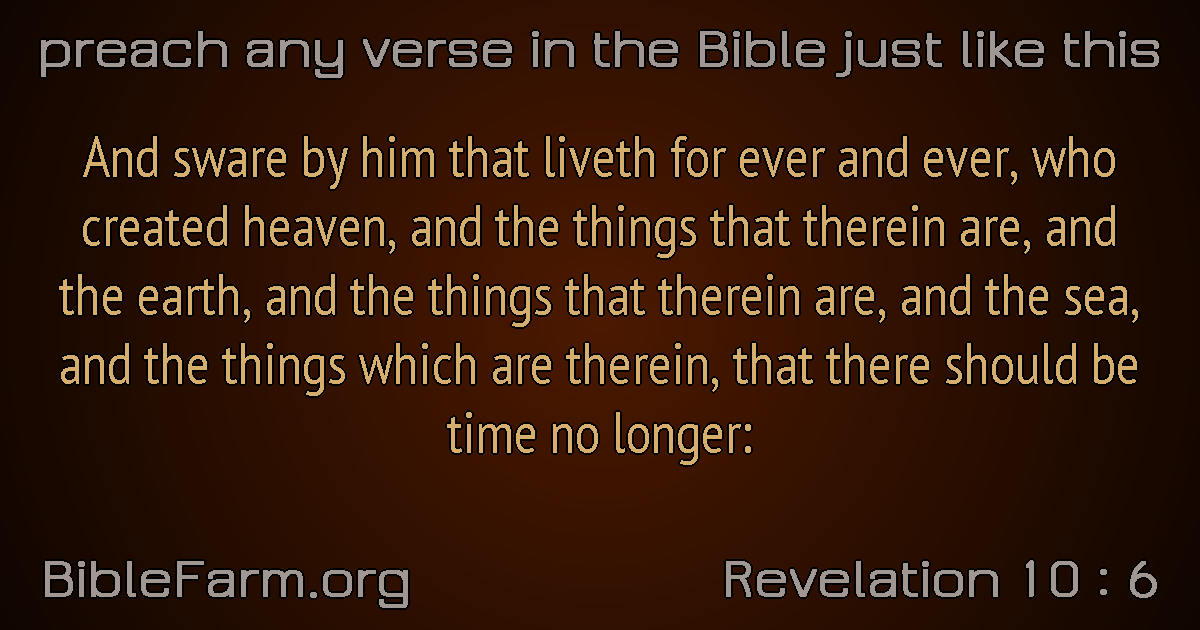 preach any verse in the Bible just like this
And sware by him that liveth for ever and ever, who
created heaven, and the things that therein are, and
the earth, and the things that therein are, and the sea,
and the things which are therein, that there should be
time no longer:
BibleFarm.org
Revelation 10 : 6